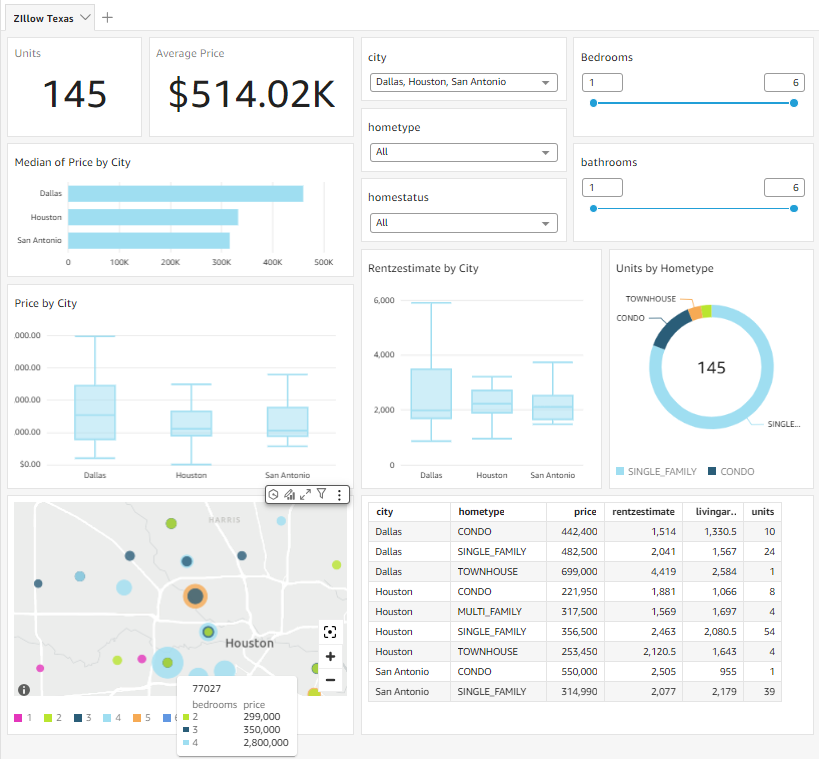 ZIllow Texas
Units
145
Average Price
$514.02K
city
Dallas, Houston, San Antonio
Bedrooms
1 6
hometype
All
Median of Price by City
Dallas
Houston
San Antonio
0 100K 200K 300K 400K 500K
bathrooms
1 6
homestatus
All
Price by City
000.00
000.00
000.00
000.00
$0.00
Dallas Houston San Antonio
Rentzestimate by City
6,000
4,000
2,000
0
Dallas Houston San Antonio
Units by Hometype
TOWNHOUSE
CONDO
145
SINGLE...
SINGLE_FAMILY CONDO
HARRIS
Houston
1 2 3 4 5 6
77027
bedrooms price
2 299,000
3 350,000
4 2,800,000
city hometype price rentzestimate livingar.. units
Dallas CONDO 442,400 1,514 1,330.5 10
Dallas SINGLE_FAMILY 482,500 2,041 1,567 24
Dallas TOWNHOUSE 699,000 4,419 2,584 1
Houston CONDO 221,950 1,881 1,066 8
Houston MULTI_FAMILY 317,500 1,569 1,697 4
Houston SINGLE_FAMILY 356,500 2,463 2,080.5 54
Houston TOWNHOUSE 253,450 2,120.5 1,643 4
San Antonio CONDO 550,000 2,505 955 1
San Antonio SINGLE_FAMILY 314,990 2,077 2,179 39